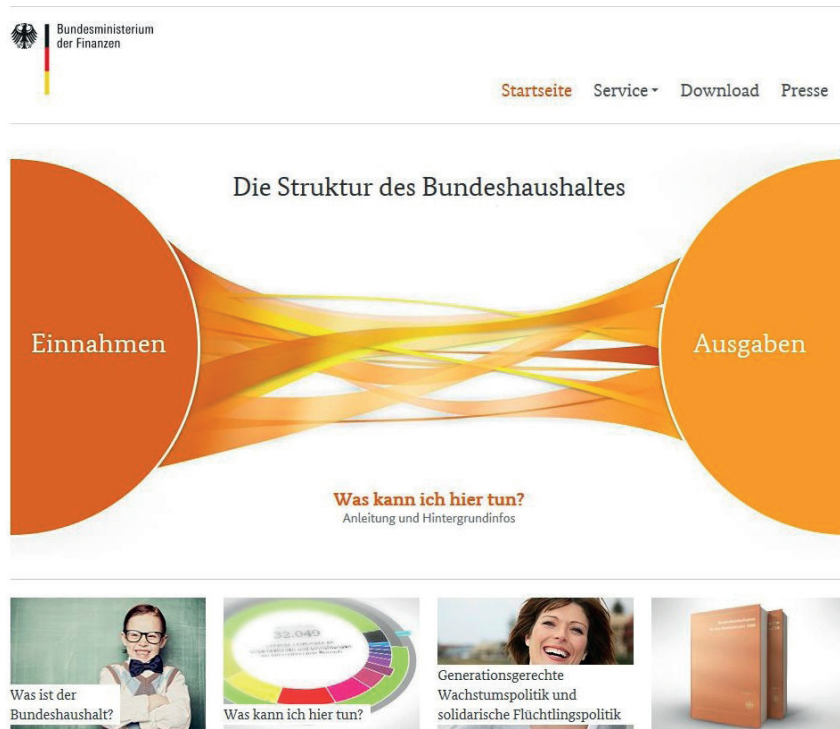 Bundesministerium
der Finanzen
Startseite Service Download Presse
Die Struktur des Bundeshaushaltes
Einnahmen
Ausgaben
Was kann ich hier tun?
Anleitung und Hintergrundinfos
32.049
Was ist der
Bundeshaushalt?
Was kann ich hier tun?
Generationsgerechte
Wachstumspolitik und
solidarische Flüchtlingspolitik